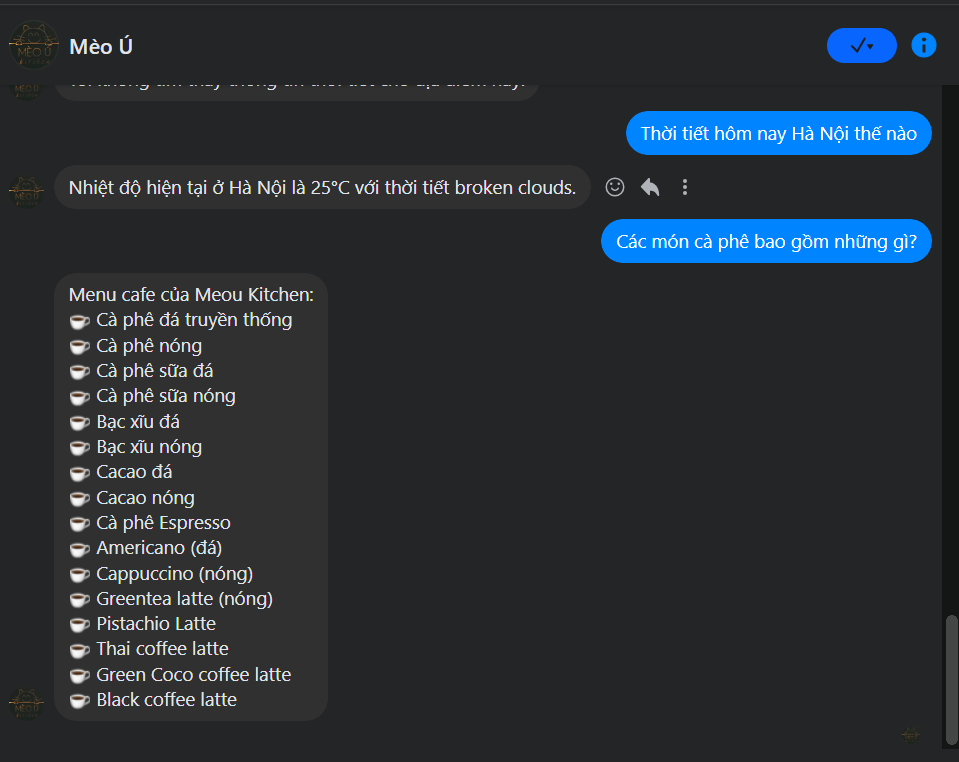 MÈO Ú
Mèo Ú
Thời tiết hôm nay Hà Nội thế nào
Nhiệt độ hiện tại ở Hà Nội là 25°C với thời tiết broken clouds.
Các món cà phê bao gồm những gì?
Menu cafe của Meou Kitchen:
☕ Cà phê đá truyền thống
☕ Cà phê nóng
☕ Cà phê sữa đá
☕ Cà phê sữa nóng
☕ Bạc xĩu đá
☕ Bạc xĩu nóng
☕ Cacao đá
☕ Cacao nóng
☕ Cà phê Espresso
☕ Americano (đá)
☕ Cappuccino (nóng)
☕ Greentea latte (nóng)
☕ Pistachio Latte
☕ Thai coffee latte
☕ Green Coco coffee latte
☕ Black coffee latte